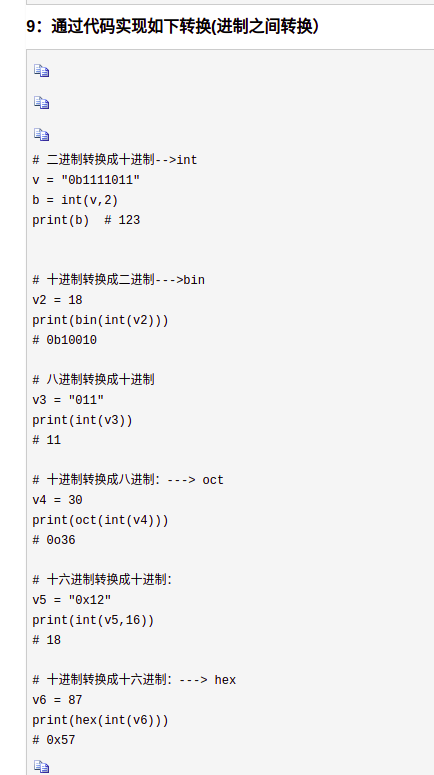 9：通过代码实现如下转换(进制之间转换）
# 二进制转换成十进制-->int
v = "0b1111011"
b = int(v,2)
print(b)  # 123
# 十进制转换成二进制--->bin
v2 = 18
print(bin(int(v2)))
# 0b10010
# 八进制转换成十进制
v3 = "011"
print(int(v3))
# 11
# 十进制转换成八进制：---> oct
v4 = 30
print(oct(int(v4)))
# 0o36
# 十六进制转换成十进制：
v5 = "0x12"
print(int(v5,16))
# 18
# 十进制转换成十六进制：---> hex
v6 = 87
print(hex(int(v6)))
# 0x57